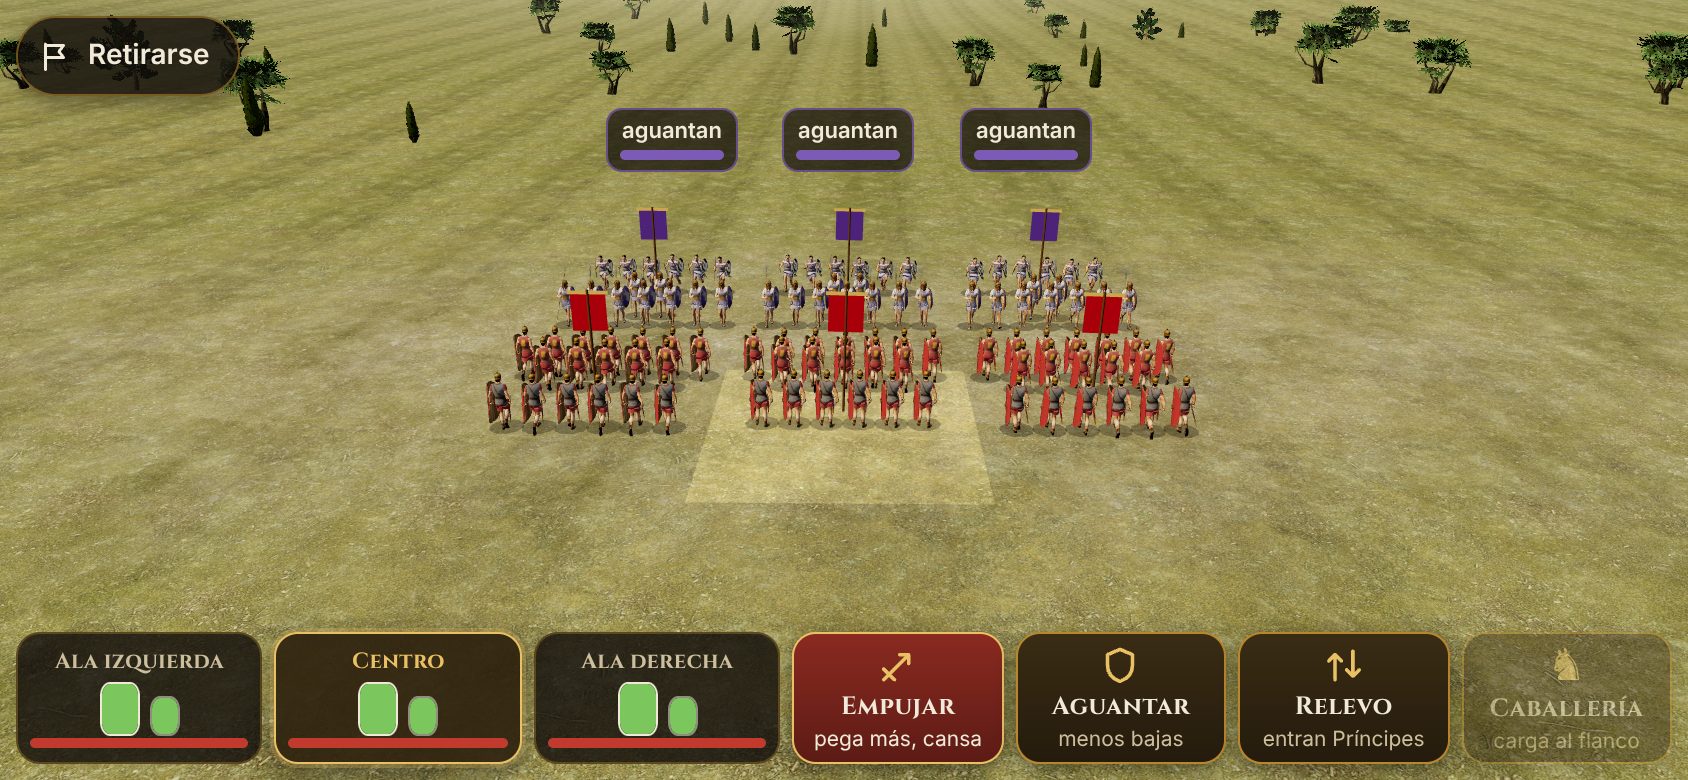 Retirarse
aguantan
aguantan
aguantan
Ala izquierda
Centro
Ala derecha
Empujar
pega más, cansa
Aguantar
menos bajas
Relevo
entran Príncipes
Caballería
carga al flanco